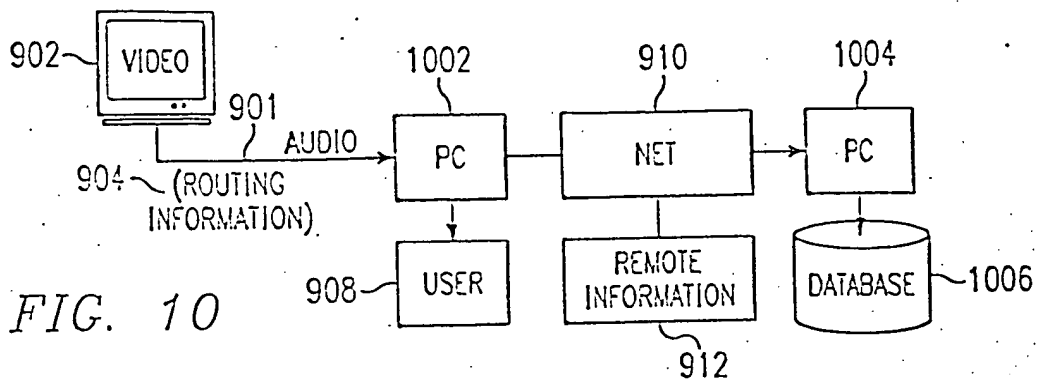 902
VIDEO
901
AUDIO
904
(ROUTING
INFORMATION)
1002
PC
USER
908
910
NET
REMOTE
INFORMATION
912
1004
PC
DATABASE
1006
FIG. 10